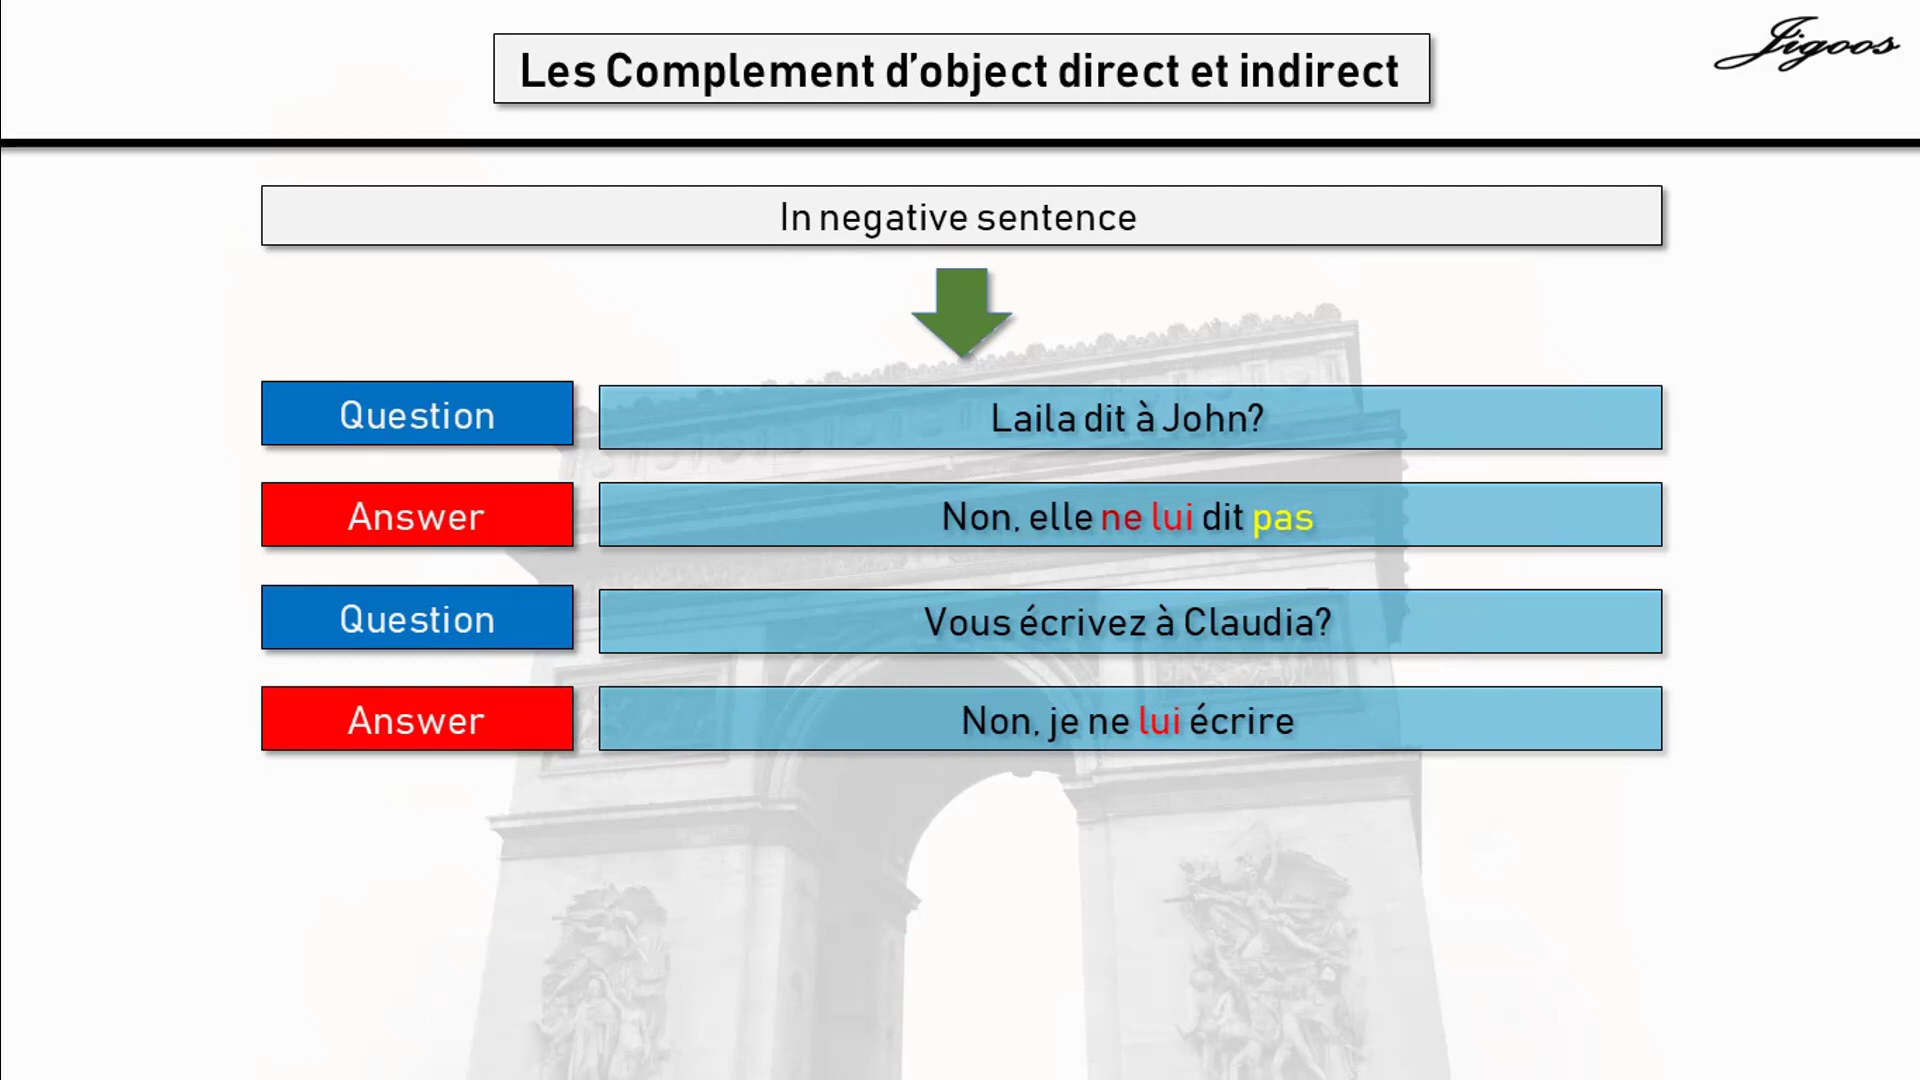 Les Complement d’object direct et indirect
Jigoos
In negative sentence
Question
Laila dit à John?
Answer
Non, elle ne lui dit pas
Question
Vous écrivez à Claudia?
Answer
Non, je ne lui écrire